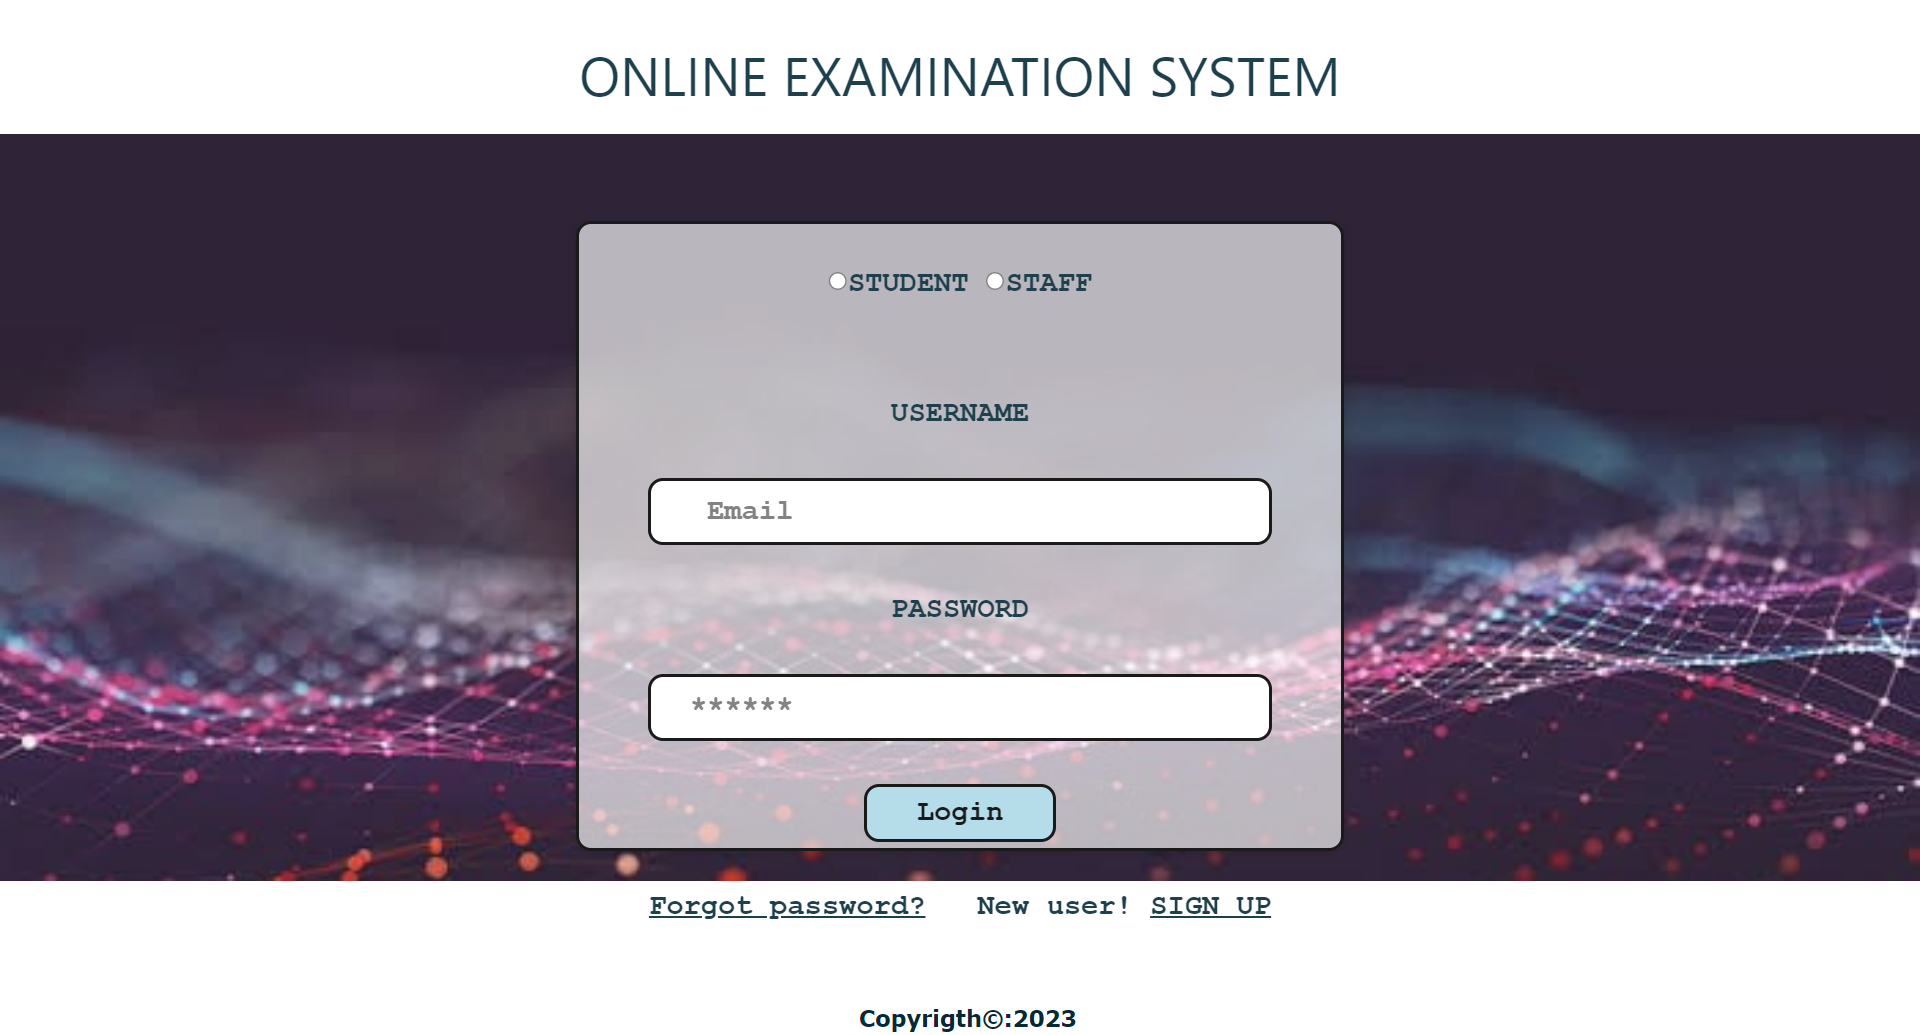 ONLINE EXAMINATION SYSTEM
STUDENT STAFF
USERNAME
Email
PASSWORD
******
Login
Forgot password? New user! SIGN UP
Copyrigth©:2023